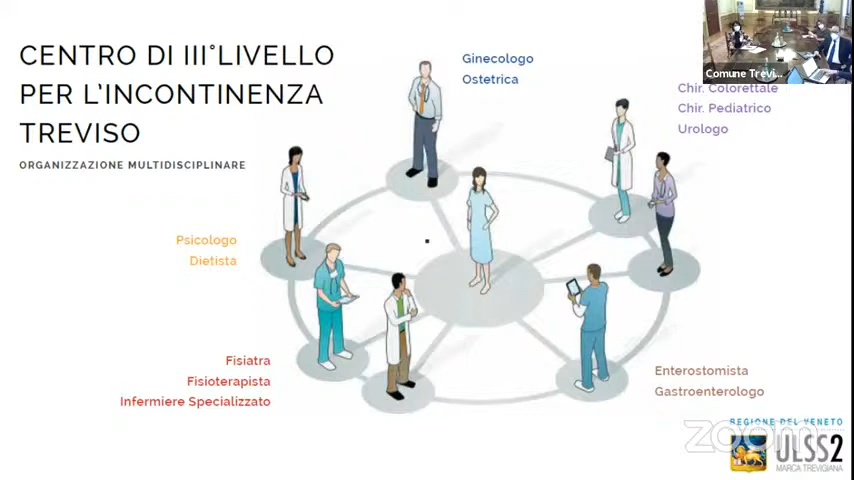 CENTRO DI III°LIVELLO
PER L'INCONTINENZA
TREVISO
ORGANIZZAZIONE MULTIDISCIPLINARE
Ginecologo
Ostetrica
Comune Trevi...
Chir. Colorettale
Chir. Pediatrico
Urologo
Psicologo
Dietista
Fisiatra
Fisioterapista
Infermiere Specializzato
Enterostomista
Gastroenterologo
REGIONE DEL VENETO
zoom
ULSS2
MARCA TREVIGIANA